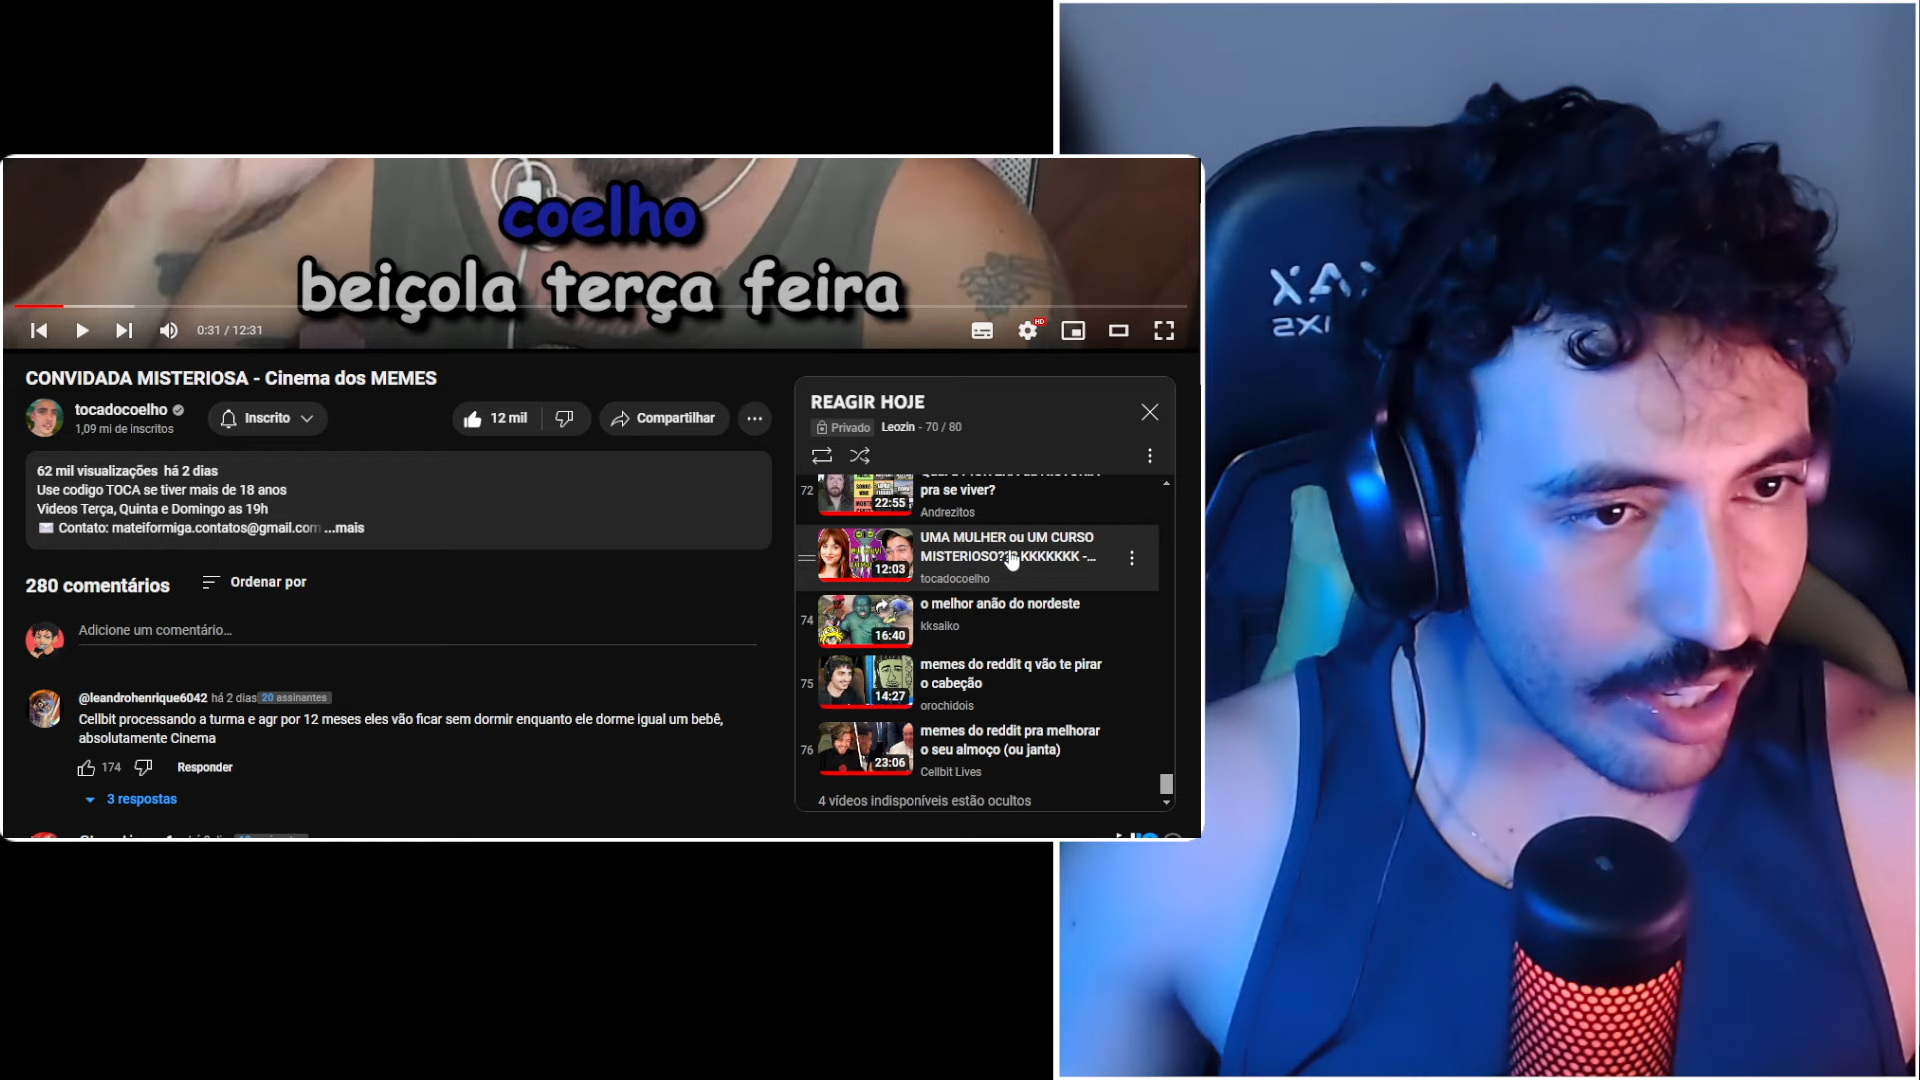 coelho
beiçola terça feira
0:31 / 12:31
HD
CONVIDADA MISTERIOSA - Cinema dos MEMES
tocadocoelho
1,09 mi de inscritos
Inscrito
12 mil
Compartilhar
62 mil visualizações há 2 dias
Use codigo TOCA se tiver mais de 18 anos
Videos Terça, Quinta e Domingo as 19h
Contato: mateiformiga.contatos@gmail.com ...mais
280 comentários
Ordenar por
Adicione um comentário...
@leandrohenrique6042 há 2 dias 20 assinantes
Cellbit processando a turma e agr por 12 meses eles vão ficar sem dormir enquanto ele dorme igual um bebê,
absolutamente Cinema
174
Responder
3 respostas
REAGIR HOJE
Privado Leozin - 70 / 80
72
22:55
pra se viver?
Andrezitos
12:03
UMA MULHER ou UM CURSO
MISTERIOSO??? KKKKKKK -...
tocadocoelho
74
16:40
o melhor anão do nordeste
kksaiko
75
14:27
memes do reddit q vão te pirar
o cabeção
orochidois
76
23:06
memes do reddit pra melhorar
o seu almoço (ou janta)
Cellbit Lives
4 vídeos indisponíveis estão ocultos